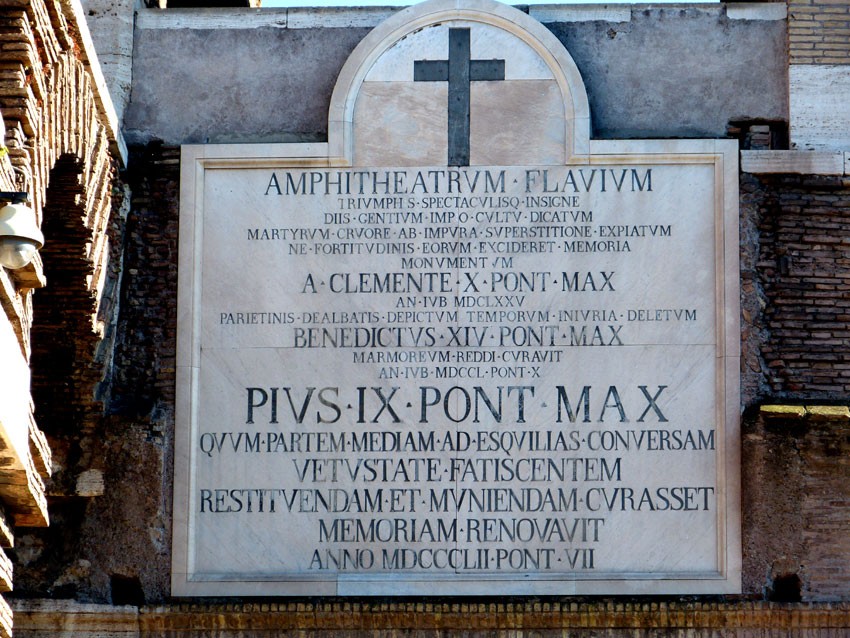 AMPHITHEATRVM · FLAVIVM
TRIVMPHIS · SPECTACVLISQ · INSIGNE
DIIS · GENTIVM · IMPIO · CVLTV · DICATVM
MARTYRVM · CRVORE · AB · IMPVRA · SVPERSTITIONE · EXPIATVM
NE · FORTITVDINIS · EORVM · EXCIDERET · MEMORIA
MONVMENTVM
A · CLEMENTE · X · PONT · MAX
AN · IVB · MDCLXXV
PARIETINIS · DEALBATIS · DEPICTVM · TEMPORVM · INIVRIA · DELETVM
BENEDICTVS · XIV · PONT · MAX
MARMOREVM · REDDI · CVRAVIT
AN · IVB · MDCCL · PONT · X
PIVS · IX · PONT · MAX
QVVM · PARTEM · MEDIAM · AD · ESQVILIAS · CONVERSAM
VETVSTATE · FATISCENTEM
RESTITVENDAM · ET · MVNIENDAM · CVRASSET
MEMORIAM · RENOVAVIT
ANNO MDCCCLII · PONT · VII